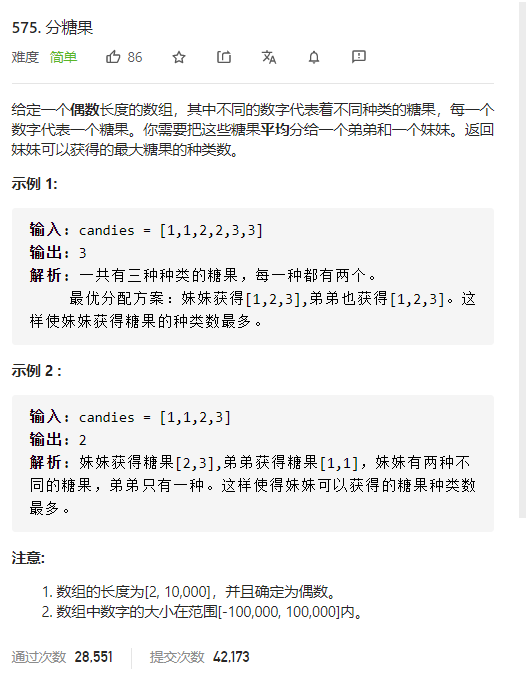 575. 分糖果
难度 简单 86
给定一个偶数长度的数组，其中不同的数字代表着不同种类的糖果，每一个
数字代表一个糖果。你需要把这些糖果平均分给一个弟弟和一个妹妹。返回
妹妹可以获得的最大糖果的种类数。
示例 1:
输入: candies = [1,1,2,2,3,3]
输出: 3
解析: 一共有三种种类的糖果，每一种都有两个。
最优分配方案：妹妹获得[1,2,3],弟弟也获得[1,2,3]。这
样使妹妹获得糖果的种类数最多。
示例 2 :
输入: candies = [1,1,2,3]
输出: 2
解析: 妹妹获得糖果[2,3],弟弟获得糖果[1,1]，妹妹有两种不
同的糖果，弟弟只有一种。这样使得妹妹可以获得的糖果种类数
最多。
注意:
1. 数组的长度为[2, 10,000]，并且确定为偶数。
2. 数组中数字的大小在范围[-100,000, 100,000]内。
通过次数 28,551 提交次数 42,173